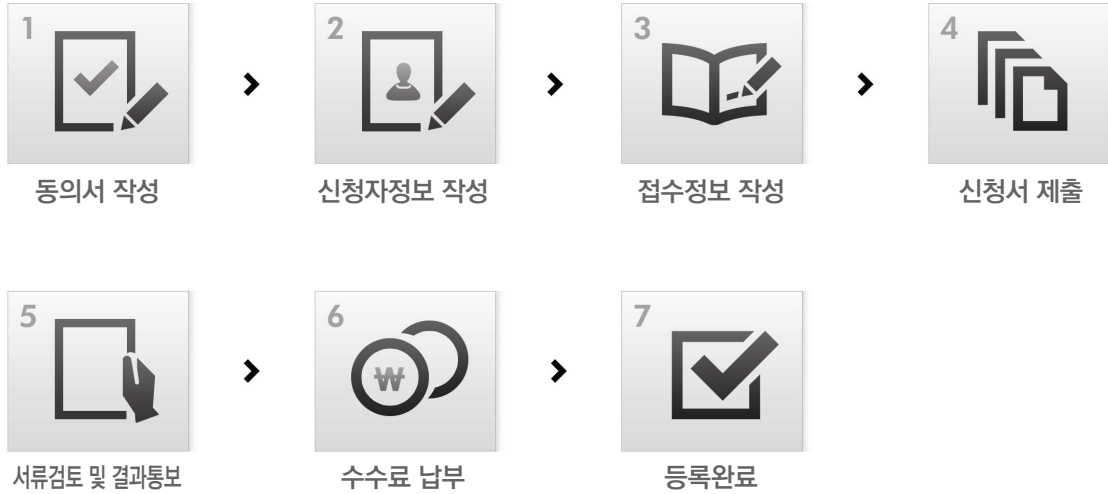 1
2
3
4
동의서 작성
신청자정보 작성
접수정보 작성
신청서 제출
5
6
7
₩
서류검토 및 결과통보
수수료 납부
등록완료